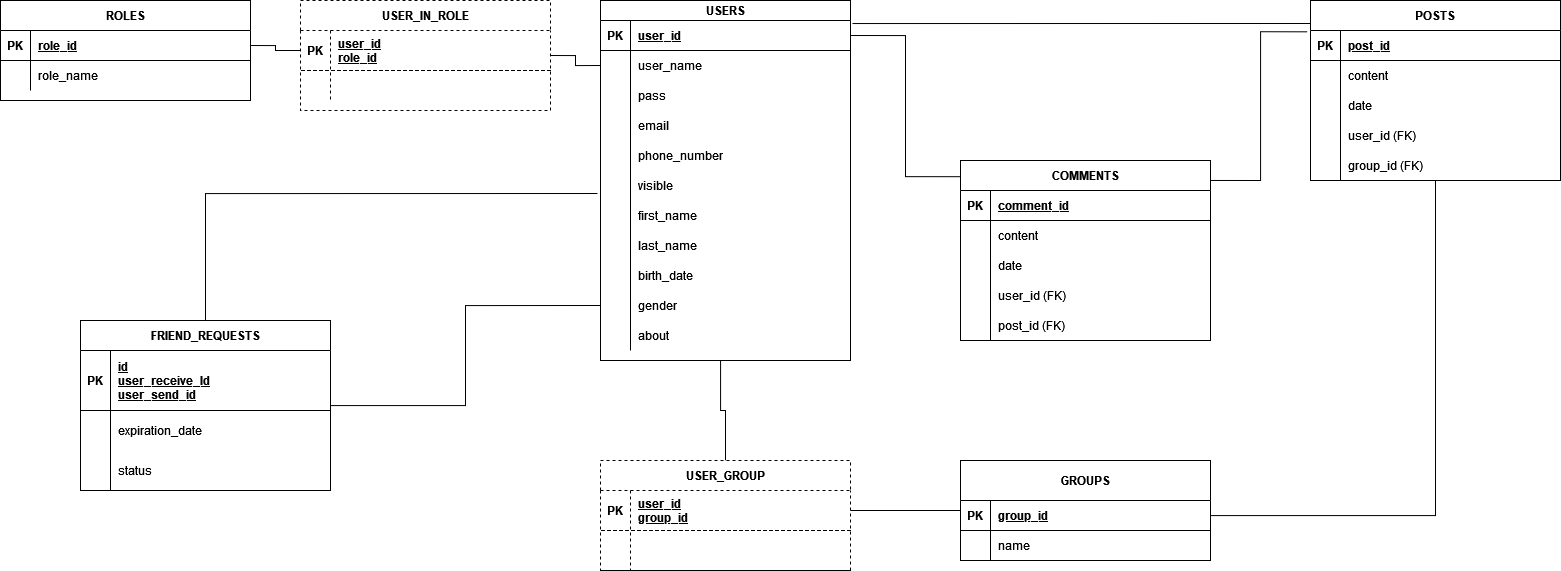 ROLES
PK role_id
role_name
USER_IN_ROLE
PK
user_id
role_id
USERS
PK user_id
user_name
pass
email
phone_number
visible
first_name
last_name
birth_date
gender
about
POSTS
PK post_id
content
date
user_id (FK)
group_id (FK)
COMMENTS
PK comment_id
content
date
user_id (FK)
post_id (FK)
FRIEND_REQUESTS
PK
id
user_receive_Id
user_send_id
expiration_date
status
USER_GROUP
PK
user_id
group_id
GROUPS
PK group_id
name